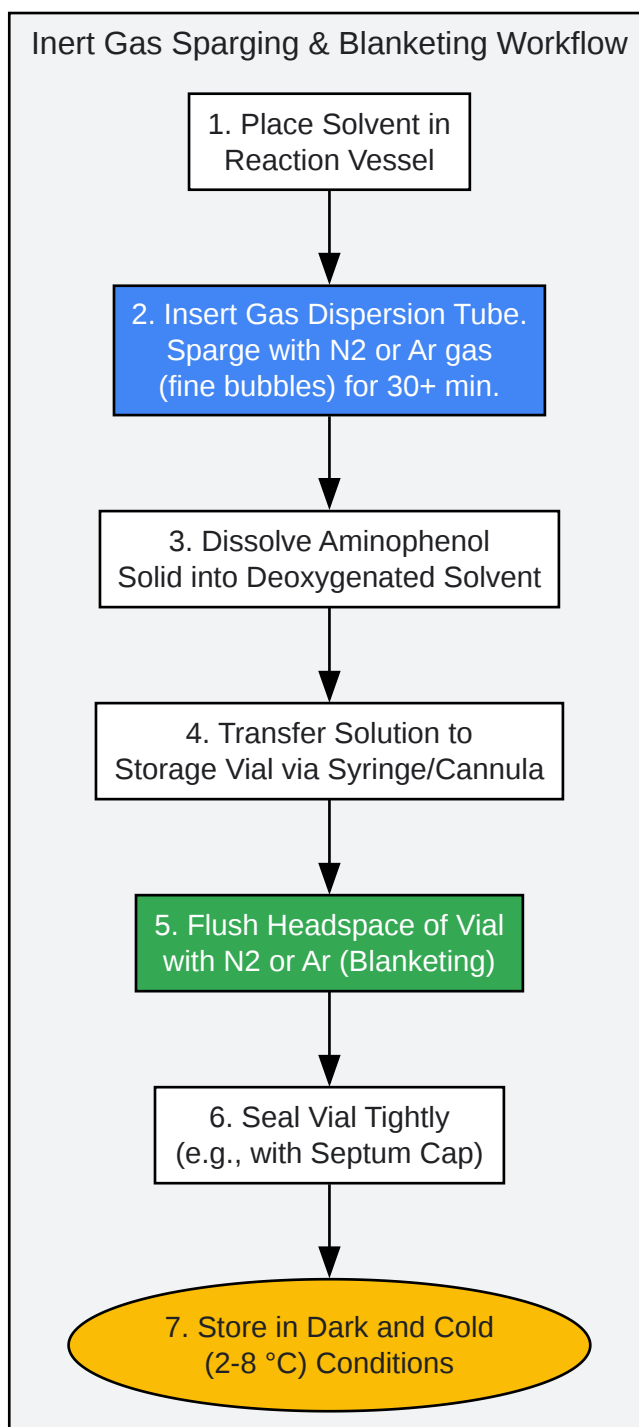 Inert Gas Sparging & Blanketing Workflow
1. Place Solvent in
Reaction Vessel
2. Insert Gas Dispersion Tube.
Sparge with N2 or Ar gas
(fine bubbles) for 30+ min.
3. Dissolve Aminophenol
Solid into Deoxygenated Solvent
4. Transfer Solution to
Storage Vial via Syringe/Cannula
5. Flush Headspace of Vial
with N2 or Ar (Blanketing)
6. Seal Vial Tightly
(e.g., with Septum Cap)
7. Store in Dark and Cold
(2-8 °C) Conditions